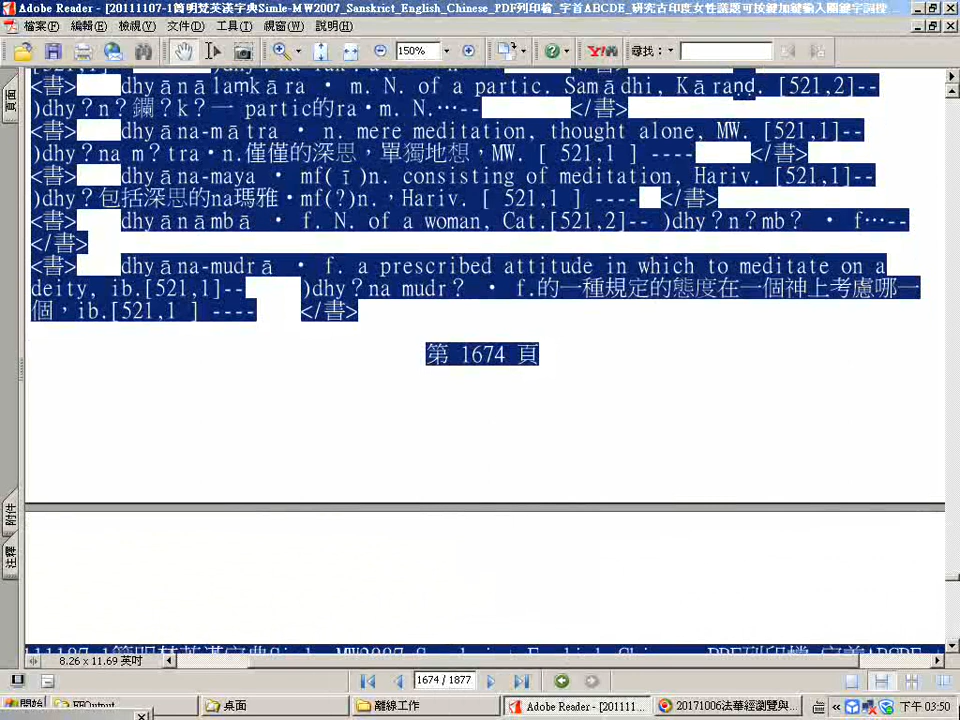 Adobe Reader - [20111107-1簡明梵英漢字典Simle-MW2007_Sanskrict_English_Chinese_PDF列印檔_字首ABCDE_研究古印度女性議題可按鍵加鍵輸入關鍵字詞搜
檔案(F) 編輯(E) 檢視(V) 文件(D) 工具(T) 視窗(W) 說明(H)
150% 尋找：
<書> dhyānālaṃkāra • m. N. of a partic. Samādhi, Kāraṇḍ. [521,2]--
)dhy？n？鑭？k？一 partic的ra•m. N.…-- </書>
<書> dhyāna-mātra • n. mere meditation, thought alone, MW. [521,1]--
)dhy？na m？tra•n.僅僅的深思，單獨地想，MW. [ 521,1 ] ---- </書>
<書> dhyāna-maya • mf(ī)n. consisting of meditation, Hariv. [521,1]--
)dhy？包括深思的na瑪雅•mf(?)n.，Hariv. [ 521,1 ] ---- </書>
<書> dhyānāmbā • f. N. of a woman, Cat.[521,2]-- )dhy？n？mb？ • f…--
</書>
<書> dhyāna-mudrā • f. a prescribed attitude in which to meditate on a
deity, ib.[521,1]-- )dhy？na mudr？ • f.的一種規定的態度在一個神上考慮哪一
個，ib.[521,1 ] ---- </書>
第 1674 頁
頁面
附件
注釋
8.26 x 11.69 英吋
1674 / 1877
開始 FFOutput 桌面 離線工作 Adobe Reader - [201111... 20171006法華經瀏覽與... 下午 03:50